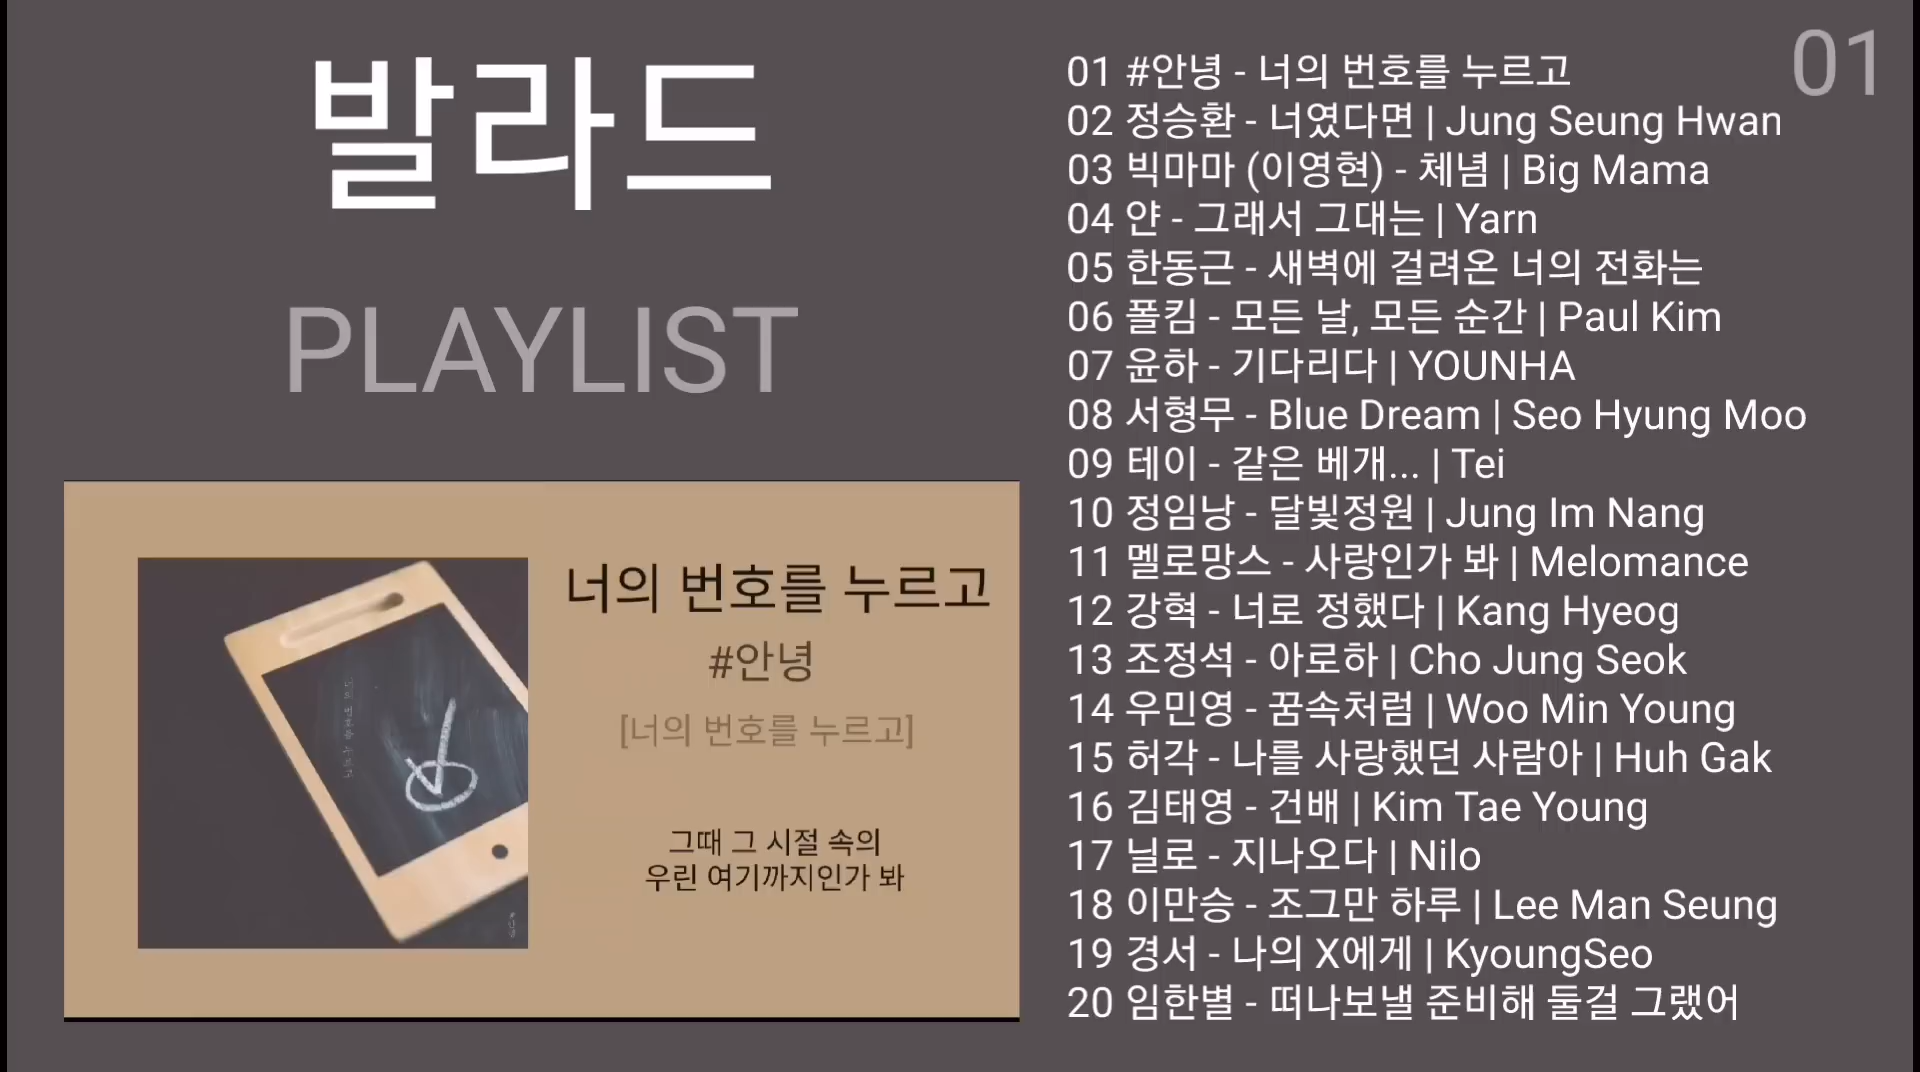 발라드
PLAYLIST
너의 번호를 누르고
#안녕
[너의 번호를 누르고]
그때 그 시절 속의
우린 여기까지인가 봐
01
01 #안녕 - 너의 번호를 누르고
02 정승환 - 너였다면 | Jung Seung Hwan
03 빅마마 (이영현) - 체념 | Big Mama
04 얀 - 그래서 그대는 | Yarn
05 한동근 - 새벽에 걸려온 너의 전화는
06 폴킴 - 모든 날, 모든 순간 | Paul Kim
07 윤하 - 기다리다 | YOUNHA
08 서형무 - Blue Dream | Seo Hyung Moo
09 테이 - 같은 베개... | Tei
10 정임낭 - 달빛정원 | Jung Im Nang
11 멜로망스 - 사랑인가 봐 | Melomance
12 강혁 - 너로 정했다 | Kang Hyeog
13 조정석 - 아로하 | Cho Jung Seok
14 우민영 - 꿈속처럼 | Woo Min Young
15 허각 - 나를 사랑했던 사람아 | Huh Gak
16 김태영 - 건배 | Kim Tae Young
17 닐로 - 지나오다 | Nilo
18 이만승 - 조그만 하루 | Lee Man Seung
19 경서 - 나의 X에게 | KyoungSeo
20 임한별 - 떠나보낼 준비해 둘걸 그랬어